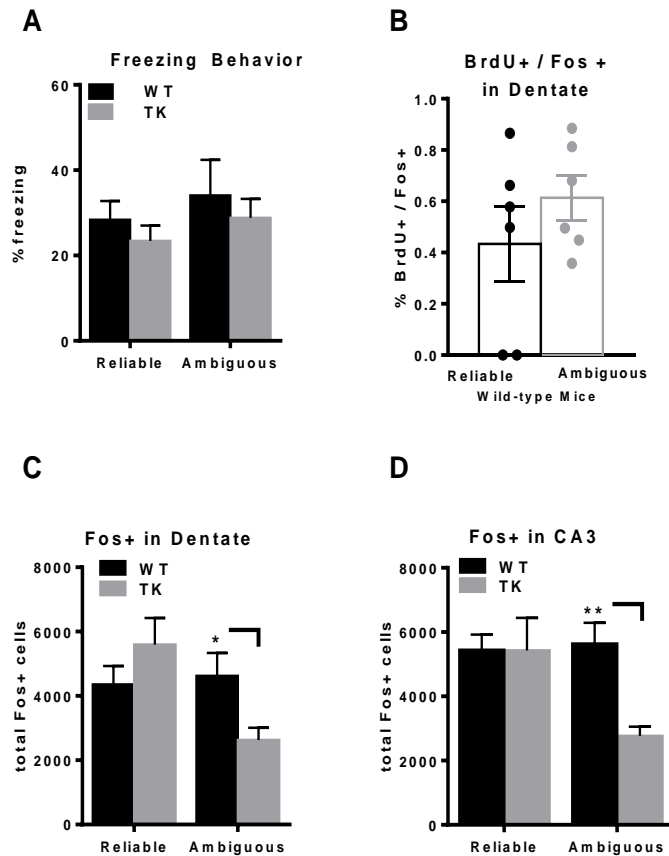 A
Freezing Behavior
WT
TK
60
40
20
0
%freezing
Reliable Ambiguous
B
BrdU+ / Fos +
in Dentate
1.0
0.8
0.6
0.4
0.2
0.0
% BrdU+ / Fos+
Reliable Ambiguous
Wild-type Mice
C
Fos+ in Dentate
WT
TK
8000
6000
4000
2000
0
total Fos+ cells
*
Reliable Ambiguous
D
Fos+ in CA3
WT
TK
8000
6000
4000
2000
0
total Fos+ cells
**
Reliable Ambiguous